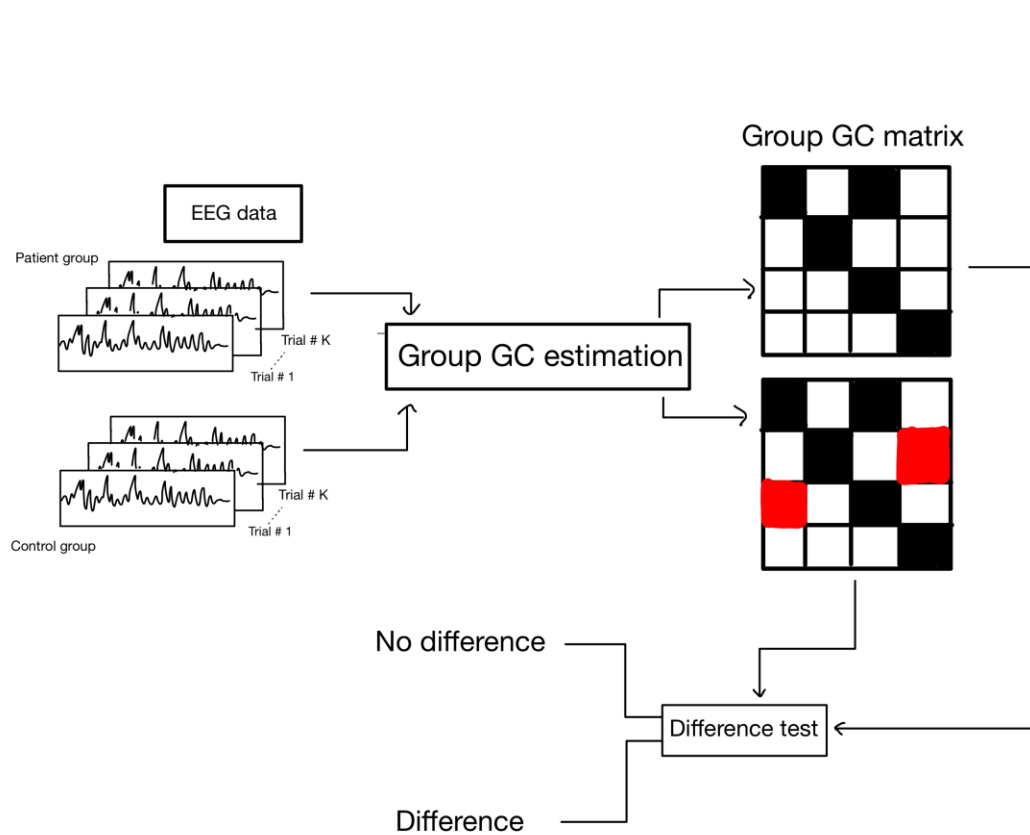 Group GC matrix
EEG data
Patient group
Trial # K
Trial # 1
Group GC estimation
Trial # K
Trial # 1
Control group
No difference
Difference test
Difference